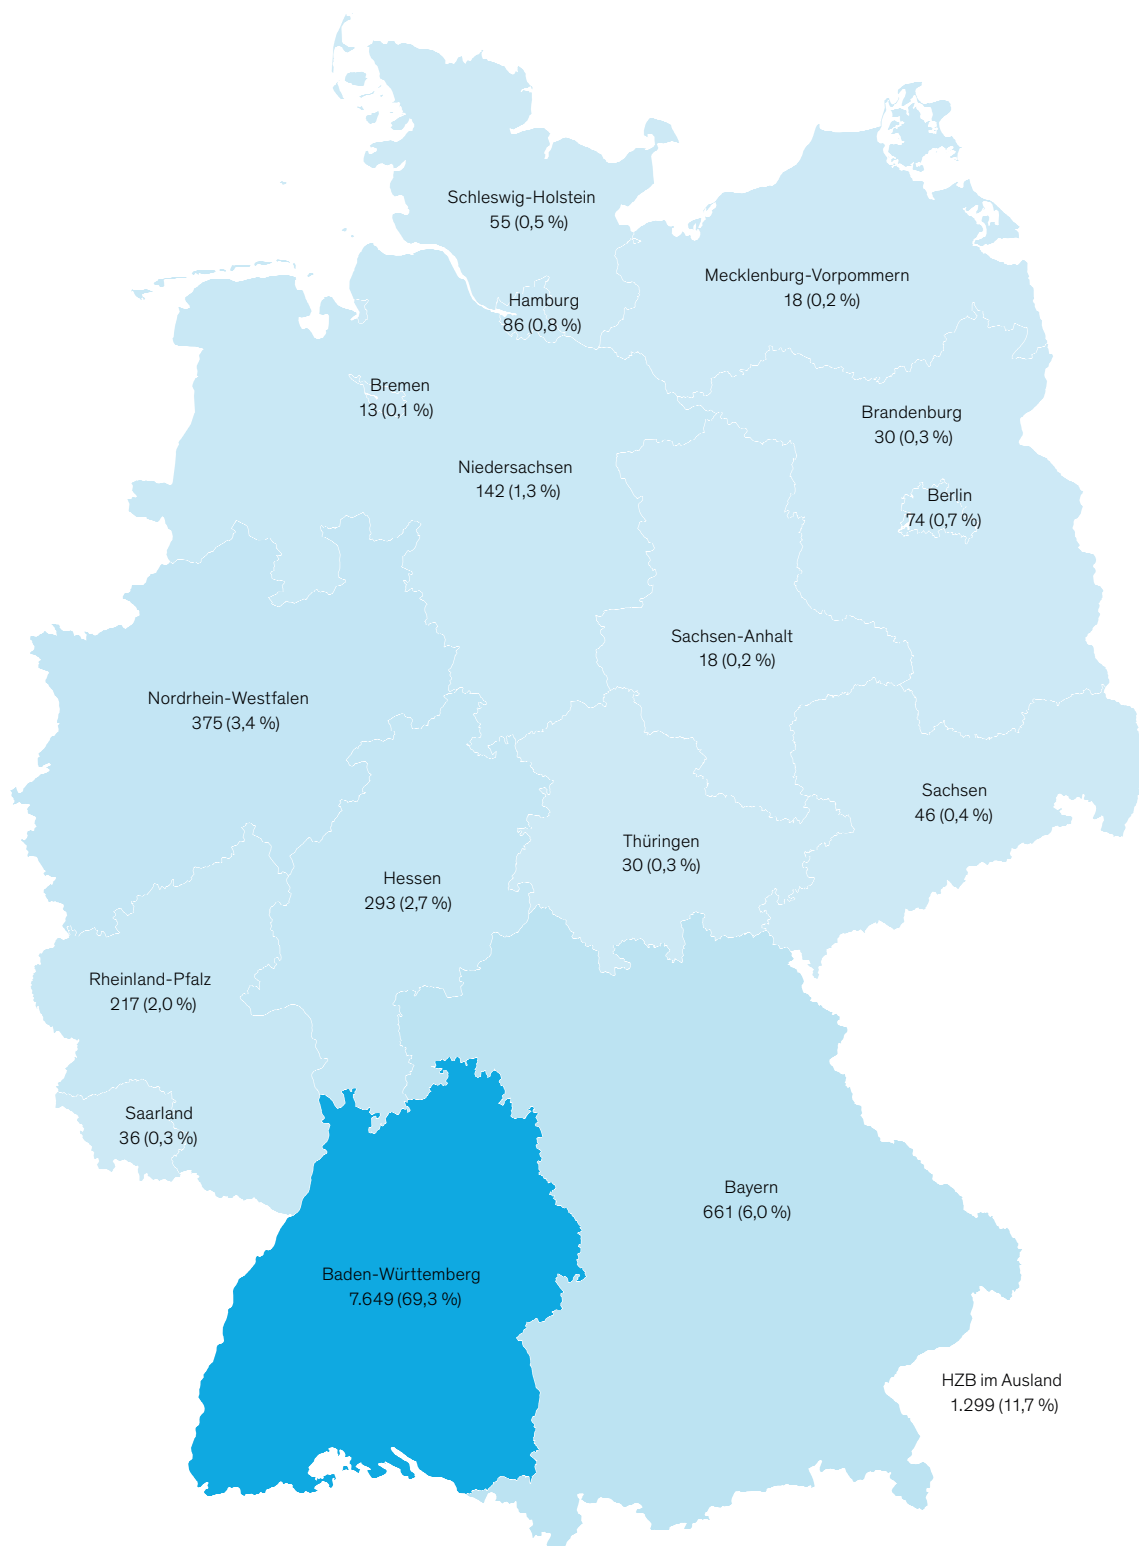 Schleswig-Holstein
55 (0,5 %)
Mecklenburg-Vorpommern
18 (0,2 %)
Hamburg
86 (0,8 %)
Bremen
13 (0,1 %)
Brandenburg
30 (0,3 %)
Niedersachsen
142 (1,3 %)
Berlin
74 (0,7 %)
Sachsen-Anhalt
18 (0,2 %)
Nordrhein-Westfalen
375 (3,4 %)
Sachsen
46 (0,4 %)
Thüringen
30 (0,3 %)
Hessen
293 (2,7 %)
Rheinland-Pfalz
217 (2,0 %)
Saarland
36 (0,3 %)
Bayern
661 (6,0 %)
Baden-Württemberg
7.649 (69,3 %)
HZB im Ausland
1.299 (11,7 %)